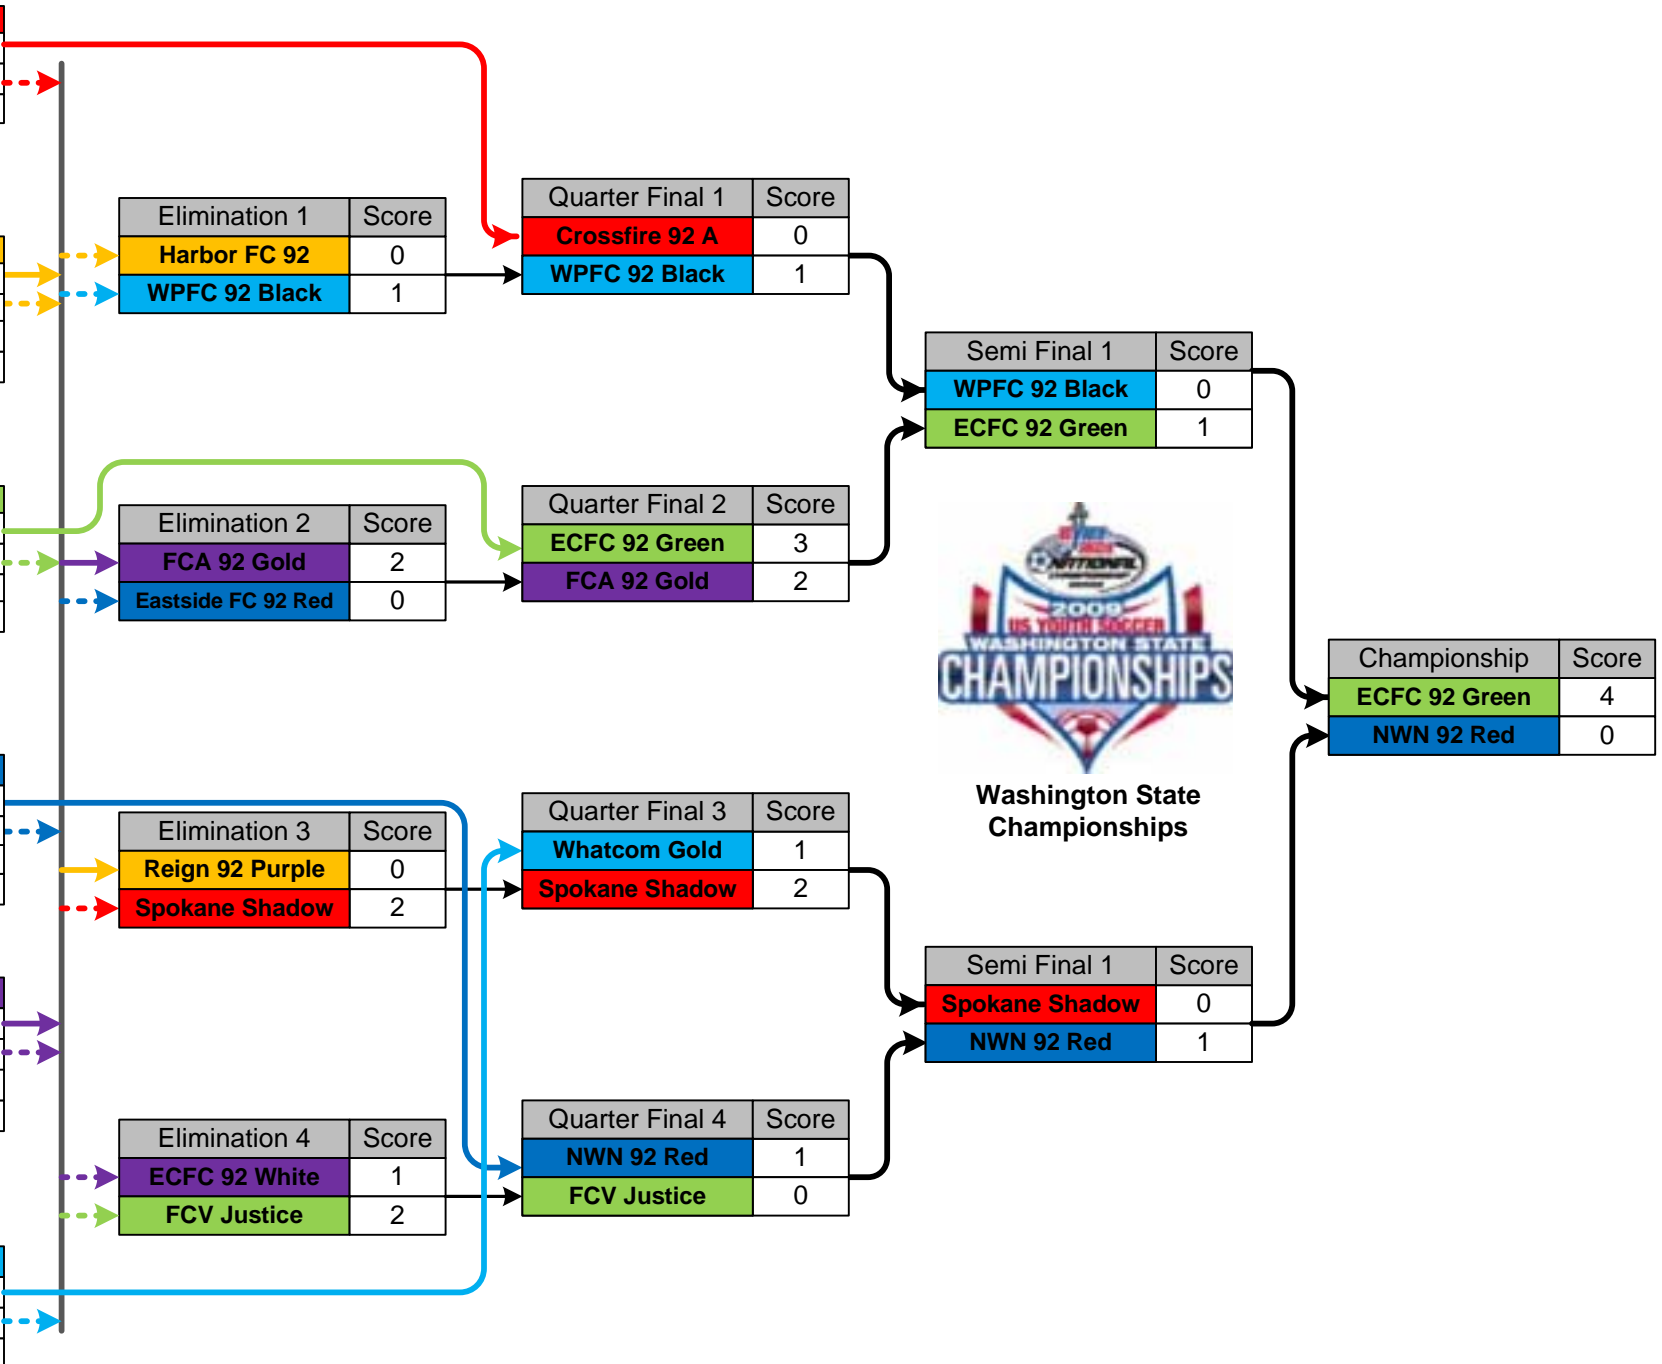 Elimination 1 Score
Harbor FC 92 0
WPFC 92 Black 1
Quarter Final 1 Score
Crossfire 92 A 0
WPFC 92 Black 1
Semi Final 1 Score
WPFC 92 Black 0
ECFC 92 Green 1
Elimination 2 Score
FCA 92 Gold 2
Eastside FC 92 Red 0
Quarter Final 2 Score
ECFC 92 Green 3
FCA 92 Gold 2
NATIONAL
2009
US YOUTH SOCCER
WASHINGTON STATE
CHAMPIONSHIPS
Washington State
Championships
Championship Score
ECFC 92 Green 4
NWN 92 Red 0
Elimination 3 Score
Reign 92 Purple 0
Spokane Shadow 2
Quarter Final 3 Score
Whatcom Gold 1
Spokane Shadow 2
Semi Final 1 Score
Spokane Shadow 0
NWN 92 Red 1
Elimination 4 Score
ECFC 92 White 1
FCV Justice 2
Quarter Final 4 Score
NWN 92 Red 1
FCV Justice 0